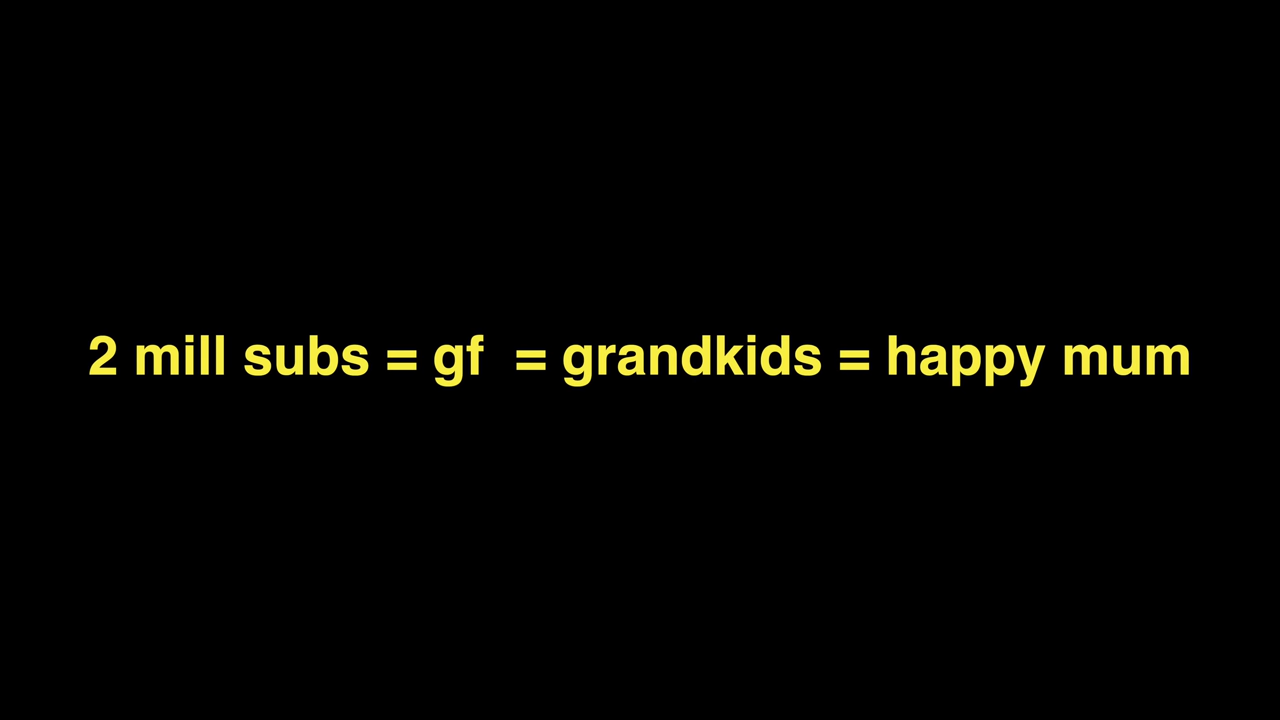 2 mill subs = gf  = grandkids = happy mum